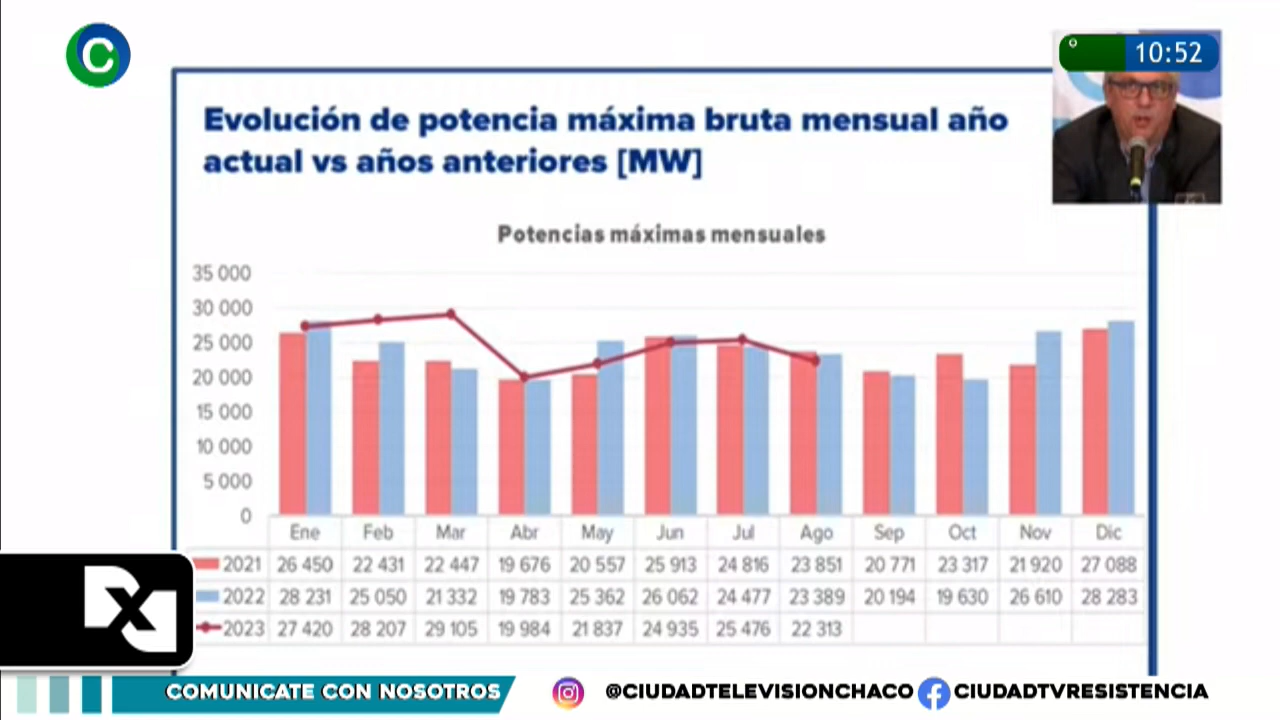 C
10:52
Evolución de potencia máxima bruta mensual año
actual vs años anteriores [MW]
Potencias máximas mensuales
35 000
30 000
25 000
20 000
15 000
10 000
5 000
0
Ene Feb Mar Abr May Jun Jul Ago Sep Oct Nov Dic
2021 26 450 22 431 22 447 19 676 20 557 25 913 24 816 23 851 20 771 23 317 21 920 27 088
2022 28 231 25 050 21 332 19 783 25 362 26 062 24 477 23 389 20 194 19 630 26 610 28 283
2023 27 420 28 207 29 105 19 984 21 837 24 935 25 476 22 313
COMUNICATE CON NOSOTROS @CIUDADTELEVISIONCHACO CIUDADTVRESISTENCIA